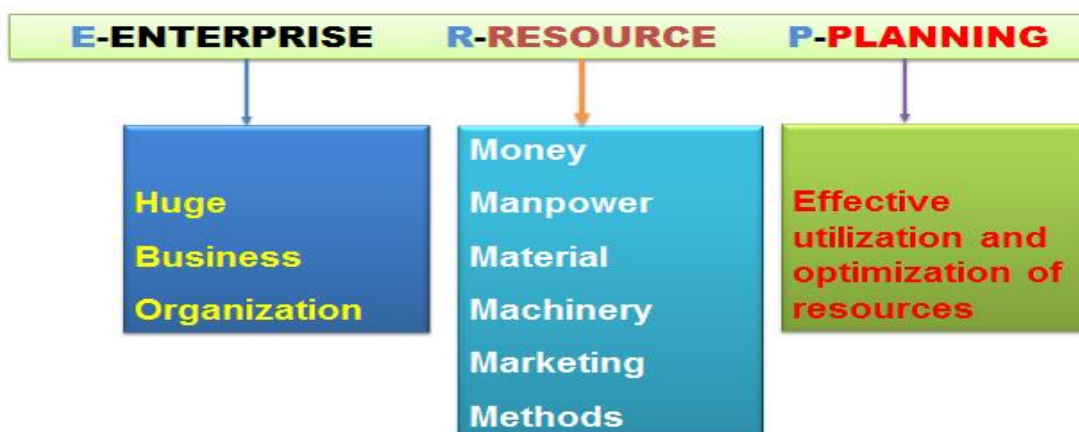 E-ENTERPRISE R-RESOURCE P-PLANNING
Huge
Business
Organization
Money
Manpower
Material
Machinery
Marketing
Methods
Effective
utilization and
optimization of
resources